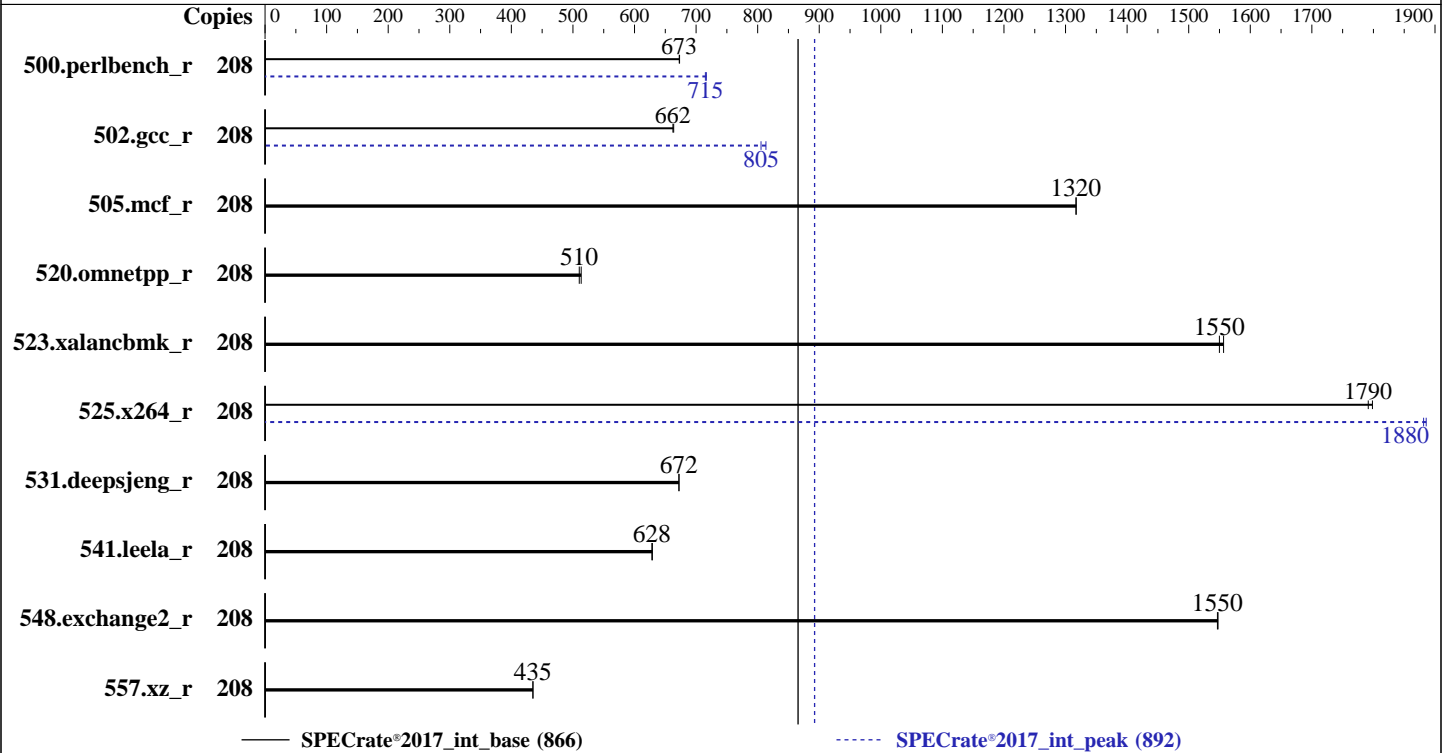 Copies 0 100 200 300 400 500 600 700 800 900 1000 1100 1200 1300 1400 1500 1600 1700 1900
673
500.perlbench_r 208
715
662
502.gcc_r 208
805
1320
505.mcf_r 208
510
520.omnetpp_r 208
1550
523.xalancbmk_r 208
1790
525.x264_r 208
1880
672
531.deepsjeng_r 208
628
541.leela_r 208
1550
548.exchange2_r 208
435
557.xz_r 208
SPECrate®2017_int_base (866) SPECrate®2017_int_peak (892)